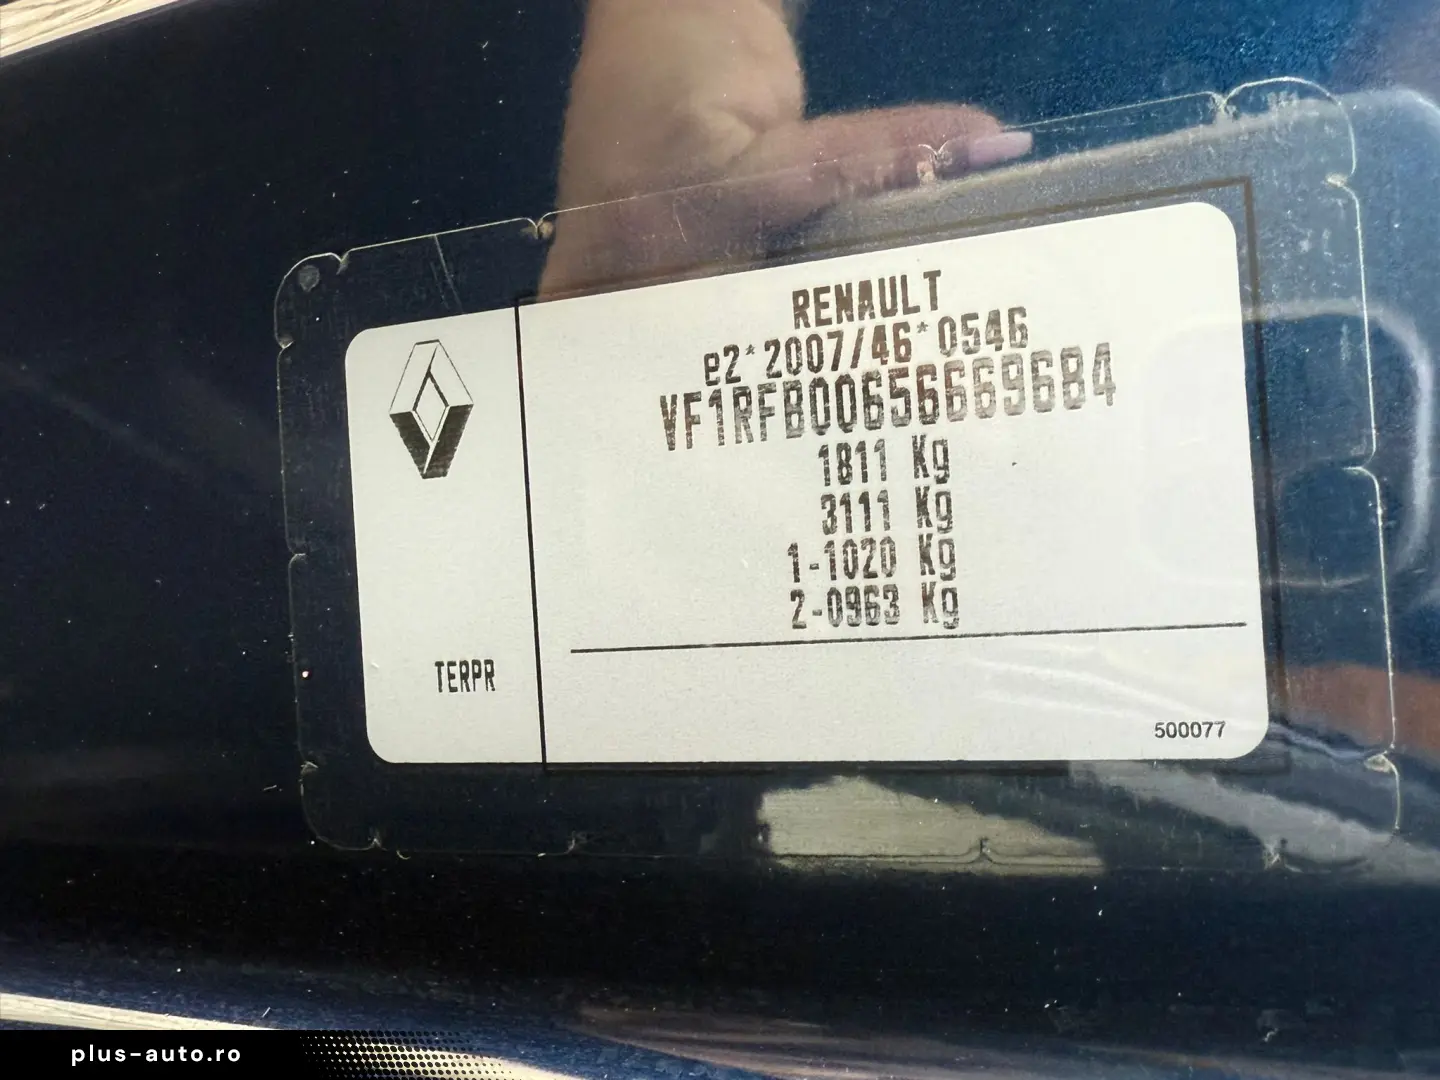 RENAULT
e2*2007/46*0546
VF1RFB00656669684
1811 Kg
3111 Kg
1-1020 Kg
2-0963 Kg
TERPR
500077
plus-auto.ro